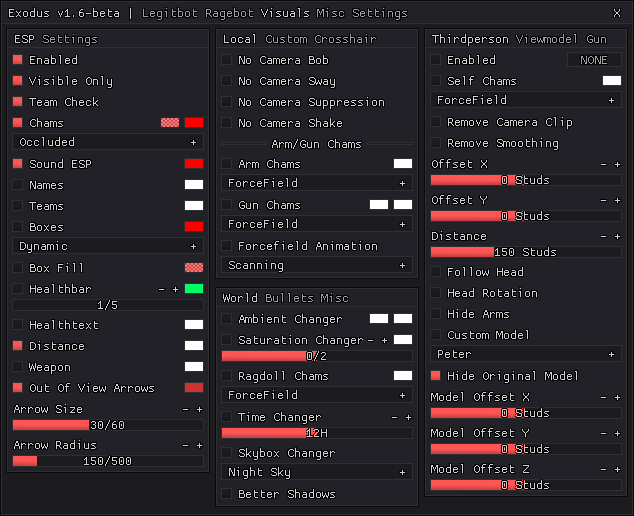 Exodus v1.6-beta | Legitbot Ragebot Visuals Misc Settings X
ESP Settings
Enabled
Visible Only
Team Check
Chams
Occluded +
Sound ESP
Names
Teams
Boxes
Dynamic +
Box Fill
Healthbar - +
1/5
Healthtext
Distance
Weapon
Out Of View Arrows
Arrow Size - +
30/60
Arrow Radius - +
150/500
Local Custom Crosshair
No Camera Bob
No Camera Sway
No Camera Suppression
No Camera Shake
Arm/Gun Chams
Arm Chams
ForceField +
Gun Chams
ForceField +
Forcefield Animation
Scanning +
World Bullets Misc
Ambient Changer
Saturation Changer - +
0/2
Ragdoll Chams
ForceField +
Time Changer - +
12H
Skybox Changer
Night Sky +
Better Shadows
Thirdperson Viewmodel Gun
Enabled NONE
Self Chams
ForceField +
Remove Camera Clip
Remove Smoothing
Offset X - +
0 Studs
Offset Y - +
0 Studs
Distance - +
150 Studs
Follow Head
Head Rotation
Hide Arms
Custom Model
Peter +
Hide Original Model
Model Offset X - +
0 Studs
Model Offset Y - +
0 Studs
Model Offset Z - +
0 Studs